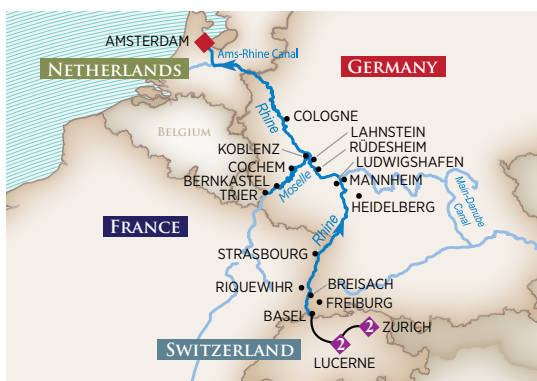 AMSTERDAM
Ams-Rhine Canal
NETHERLANDS
GERMANY
Rhine
COLOGNE
BELGIUM
LAHNSTEIN
KOBLENZ
RÜDESHEIM
COCHEM
LUDWIGSHAFEN
BERNKASTEL
MANNHEIM
TRIER
Moselle
HEIDELBERG
Main-Danube
Canal
FRANCE
Rhine
STRASBOURG
RIQUEWIHR
BREISACH
FREIBURG
BASEL
2
ZURICH
2
SWITZERLAND
LUCERNE